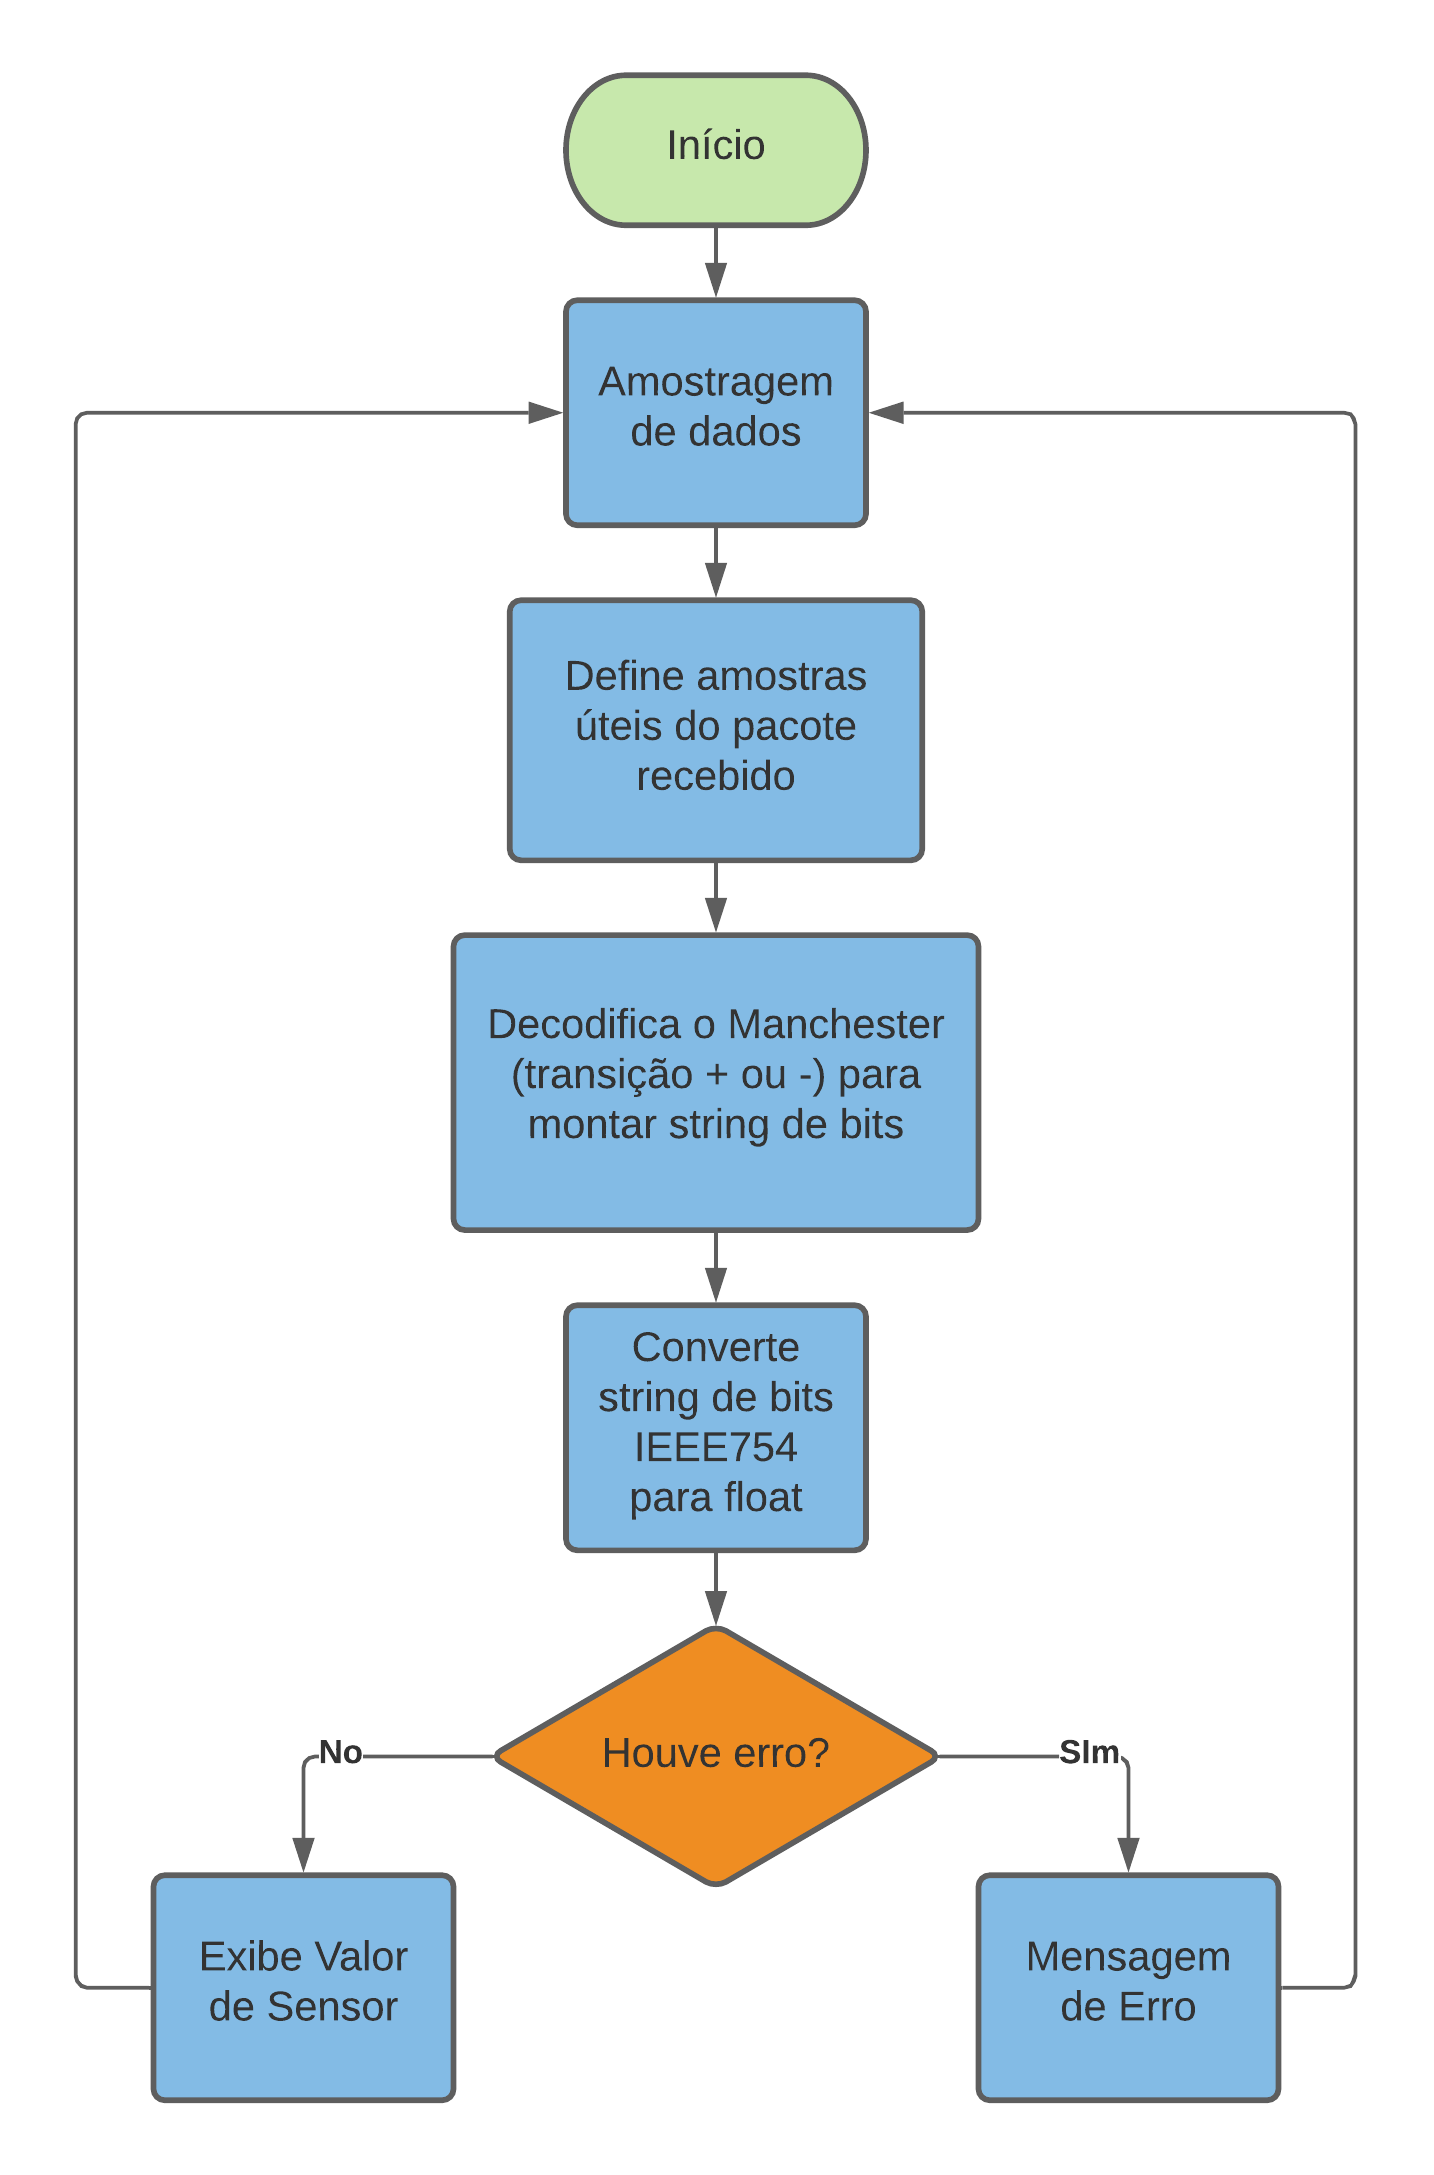 Início
Amostragem
de dados
Define amostras
úteis do pacote
recebido
Decodifica o Manchester
(transição + ou -) para
montar string de bits
Converte
string de bits
IEEE754
para float
Houve erro?
No
SIm
Exibe Valor
de Sensor
Mensagem
de Erro